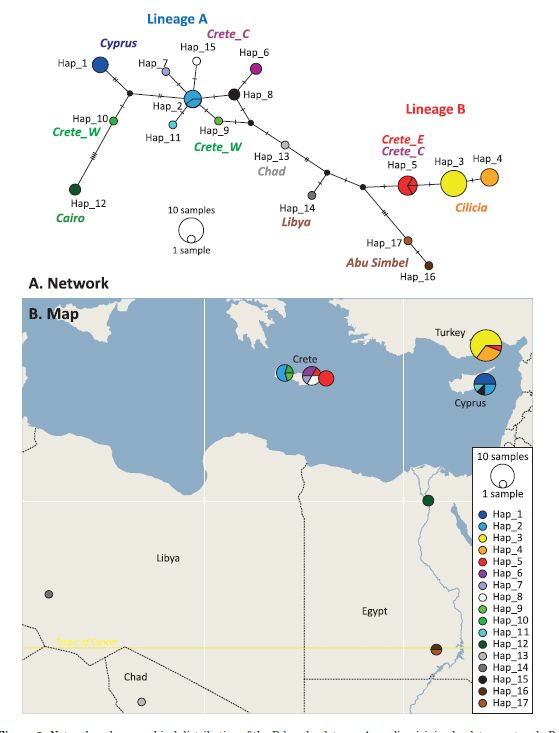 Lineage A
Cyprus
Crete_C
Hap_15
Hap_1
Hap_7
Hap_6
Hap_2
Hap_8
Lineage B
Hap_10
Crete_W
Hap_11
Hap_9
Crete_W
Crete_E
Crete_C
Hap_13
Hap_5
Hap_3
Hap_4
Chad
Hap_12
Cairo
10 samples
1 sample
Hap_14
Libya
Cilicia
Hap_17
Abu Simbel
Hap_16
A. Network
B. Map
Turkey
Crete
Cyprus
10 samples
1 sample
Hap_1
Hap_2
Hap_3
Hap_4
Hap_5
Hap_6
Hap_7
Hap_8
Hap_9
Hap_10
Hap_11
Hap_12
Hap_13
Hap_14
Hap_15
Hap_16
Hap_17
Libya
Egypt
Tropic of Cancer
Chad